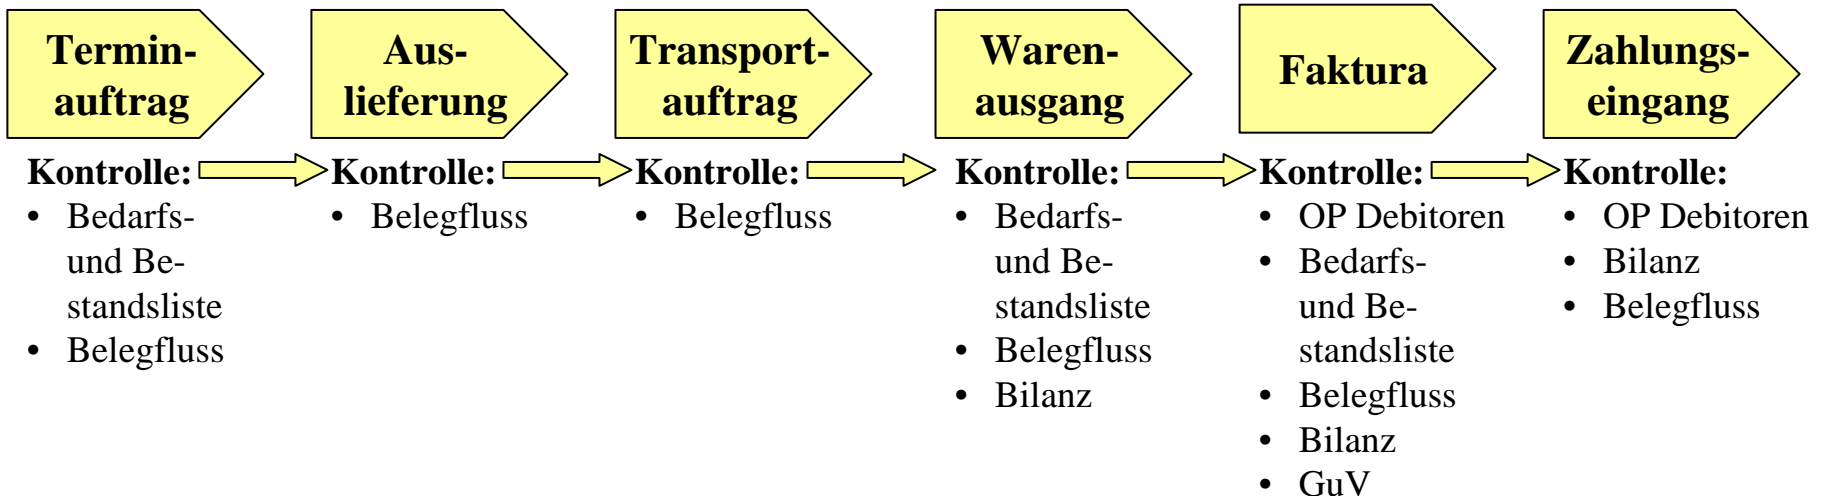 Termin-
auftrag
Aus-
lieferung
Transport-
auftrag
Waren-
ausgang
Faktura
Zahlungs-
eingang
Kontrolle:
• Bedarfs-
und Be-
standsliste
• Belegfluss
Kontrolle:
• Belegfluss
Kontrolle:
• Belegfluss
Kontrolle:
• Bedarfs-
und Be-
standsliste
• Belegfluss
• Bilanz
Kontrolle:
• OP Debitoren
• Bedarfs-
und Be-
standsliste
• Belegfluss
• Bilanz
• GuV
Kontrolle:
• OP Debitoren
• Bilanz
• Belegfluss